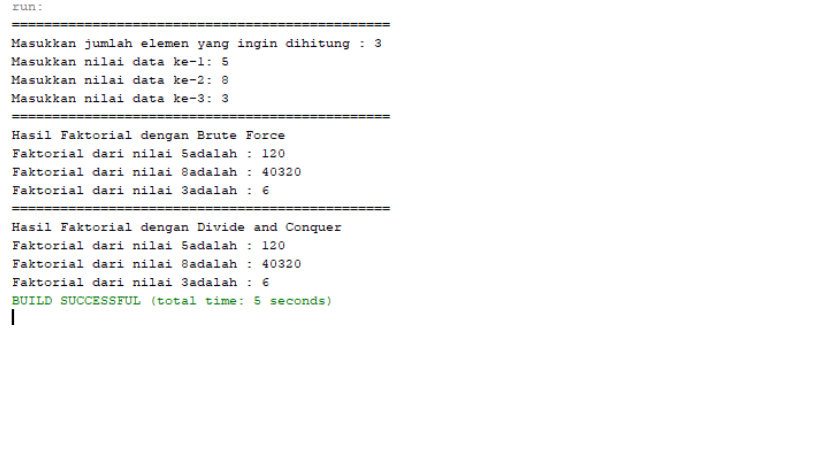 run:
===============================================
Masukkan jumlah elemen yang ingin dihitung : 3
Masukkan nilai data ke-1: 5
Masukkan nilai data ke-2: 8
Masukkan nilai data ke-3: 3
===============================================
Hasil Faktorial dengan Brute Force
Faktorial dari nilai 5adalah : 120
Faktorial dari nilai 8adalah : 40320
Faktorial dari nilai 3adalah : 6
===============================================
Hasil Faktorial dengan Divide and Conquer
Faktorial dari nilai 5adalah : 120
Faktorial dari nilai 8adalah : 40320
Faktorial dari nilai 3adalah : 6
BUILD SUCCESSFUL (total time: 5 seconds)